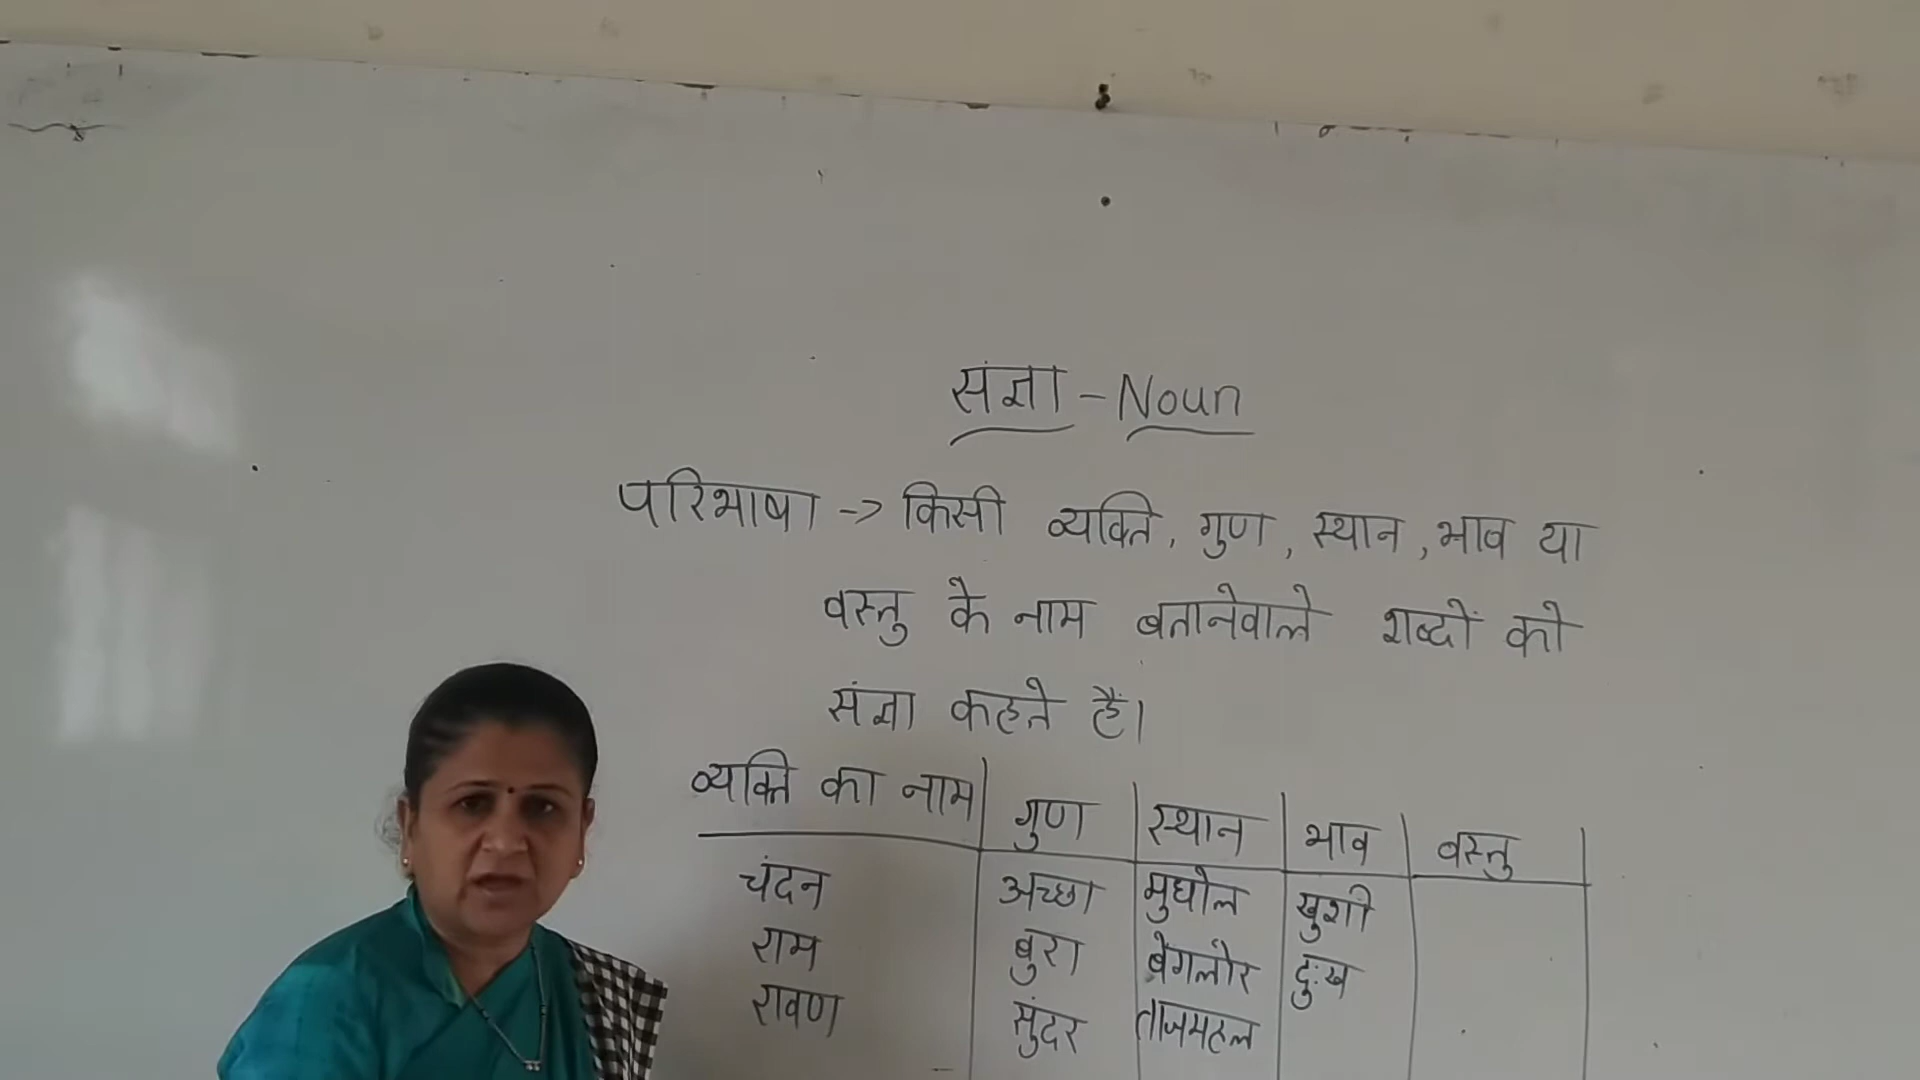 संज्ञा - Noun
परिभाषा -> किसी व्यक्ति, गुण, स्थान, भाव या
वस्तु के नाम बतानेवाले शब्दों को
संज्ञा कहते हैं।
व्यक्ति का नाम गुण स्थान भाव वस्तु
चंदन अच्छा मुधोल खुशी
राम बुरा बेंगलोर दुःख
रावण सुंदर ताजमहल